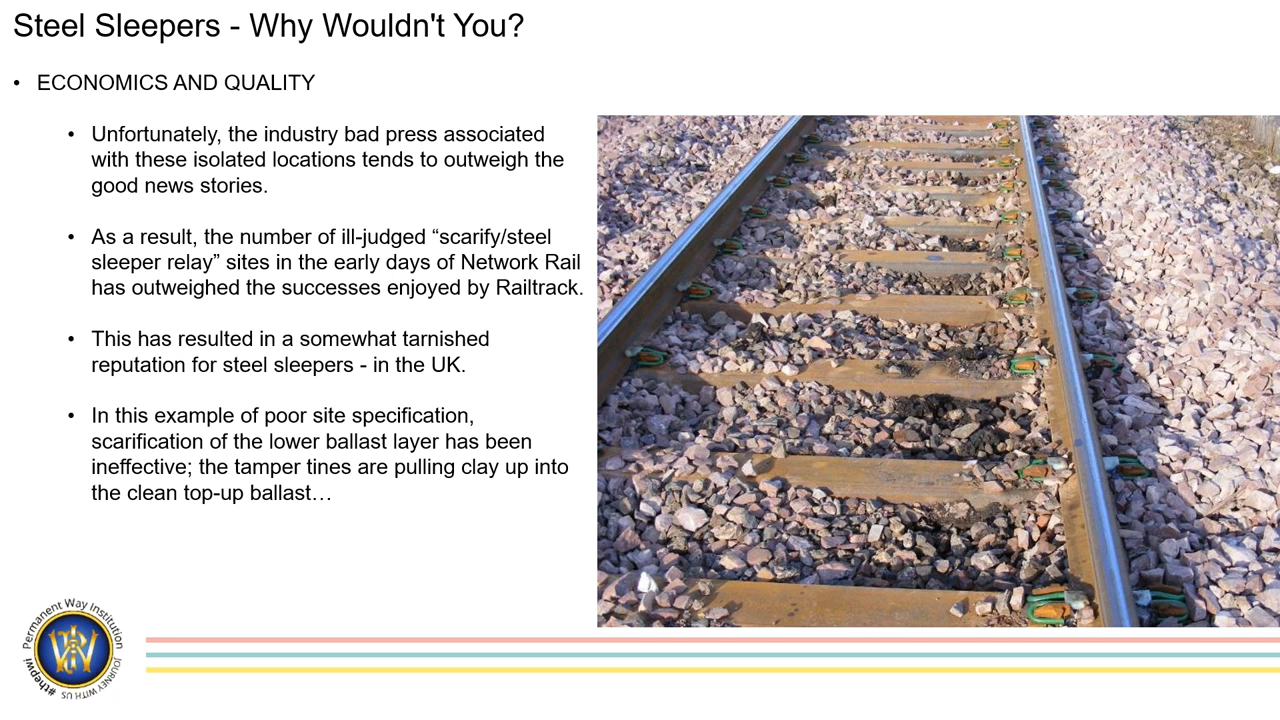 Steel Sleepers - Why Wouldn't You?
• ECONOMICS AND QUALITY
• Unfortunately, the industry bad press associated
with these isolated locations tends to outweigh the
good news stories.
• As a result, the number of ill-judged “scarify/steel
sleeper relay” sites in the early days of Network Rail
has outweighed the successes enjoyed by Railtrack.
• This has resulted in a somewhat tarnished
reputation for steel sleepers - in the UK.
• In this example of poor site specification,
scarification of the lower ballast layer has been
ineffective; the tamper tines are pulling clay up into
the clean top-up ballast…
Permanent Way Institution
#thepwi JOURNEY WITH US